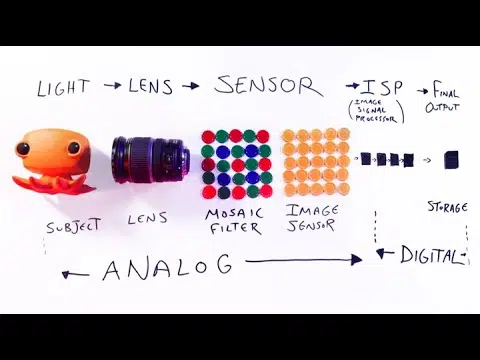 LIGHT → LENS → SENSOR → ISP → FINAL OUTPUT
(IMAGE SIGNAL PROCESSOR)
SUBJECT
LENS
MOSAIC FILTER
IMAGE SENSOR
STORAGE
ANALOG
DIGITAL